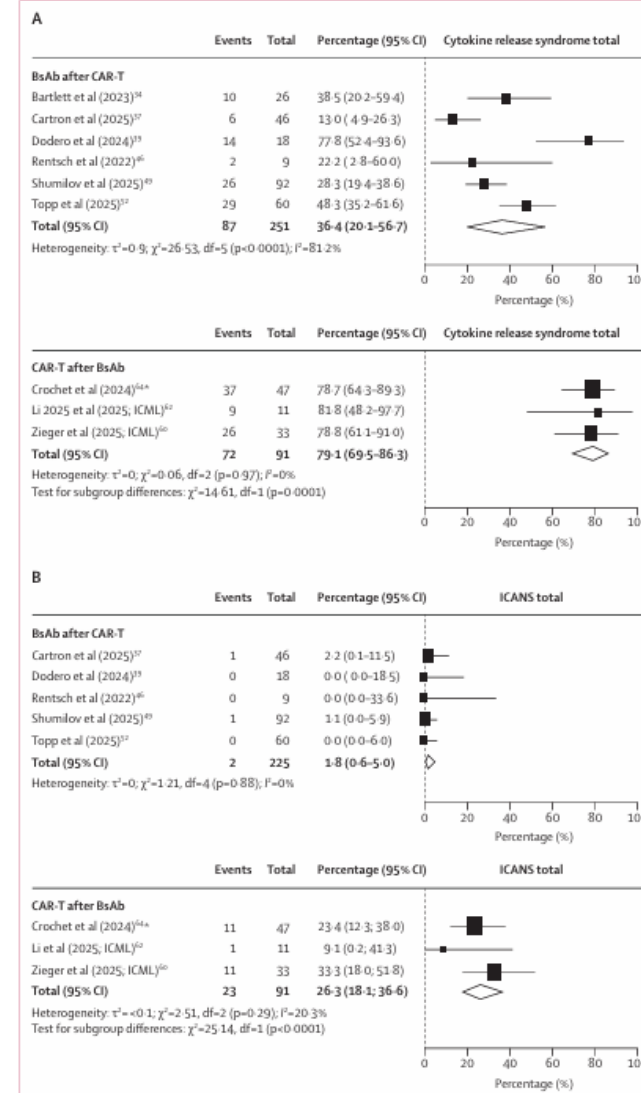 A
Events Total Percentage (95% CI) Cytokine release syndrome total
BsAb after CAR-T
Bartlett et al (2023)³⁴ 10 26 38·5 (20·2–59·4)
Cartron et al (2025)³⁷ 6 46 13·0 ( 4·9–26·3)
Dodero et al (2024)³⁹ 14 18 77·8 (52·4–93·6)
Rentsch et al (2022)⁴⁶ 2 9 22·2 ( 2·8–60·0)
Shumilov et al (2025)⁴⁹ 26 92 28·3 (19·4–38·6)
Topp et al (2025)⁵² 29 60 48·3 (35·2–61·6)
Total (95% CI) 87 251 36·4 (20·1–56·7)
Heterogeneity: τ²=0·9; χ²=26·53, df=5 (p<0·0001); I²=81·2%
0 20 40 60 80 10
Percentage (%)
Events Total Percentage (95% CI) Cytokine release syndrome total
CAR-T after BsAb
Crochet et al (2024)⁶⁴* 37 47 78·7 (64·3–89·3)
Li 2025 et al (2025; ICML)⁶² 9 11 81·8 (48·2–97·7)
Zieger et al (2025; ICML)⁶⁰ 26 33 78·8 (61·1–91·0)
Total (95% CI) 72 91 79·1 (69·5–86·3)
Heterogeneity: τ²=0; χ²=0·06, df=2 (p=0·97); I²=0%
Test for subgroup differences: χ²=14·61, df=1 (p=0·0001)
0 20 40 60 80 10
Percentage (%)
B
Events Total Percentage (95% CI) ICANS total
BsAb after CAR-T
Cartron et al (2025)³⁷ 1 46 2·2 (0·1–11·5)
Dodero et al (2024)³⁹ 0 18 0·0 ( 0·0–18·5)
Rentsch et al (2022)⁴⁶ 0 9 0·0 (0·0–33·6)
Shumilov et al (2025)⁴⁹ 1 92 1·1 (0·0–5·9)
Topp et al (2025)⁵² 0 60 0·0 (0·0–6·0)
Total (95% CI) 2 225 1·8 (0·6–5·0)
Heterogeneity: τ²=0; χ²=1·21, df=4 (p=0·88); I²=0%
0 20 40 60 80 10
Percentage (%)
Events Total Percentage (95% CI) ICANS total
CAR-T after BsAb
Crochet et al (2024)⁶⁴* 11 47 23·4 (12·3; 38·0)
Li et al (2025; ICML)⁶² 1 11 9·1 (0·2; 41·3)
Zieger et al (2025; ICML)⁶⁰ 11 33 33·3 (18·0; 51·8)
Total (95% CI) 23 91 26·3 (18·1; 36·6)
Heterogeneity: τ²=<0·1; χ²=2·51, df=2 (p=0·29); I²=20·3%
Test for subgroup differences: χ²=25·14, df=1 (p<0·0001)
0 20 40 60 80 10
Percentage (%)